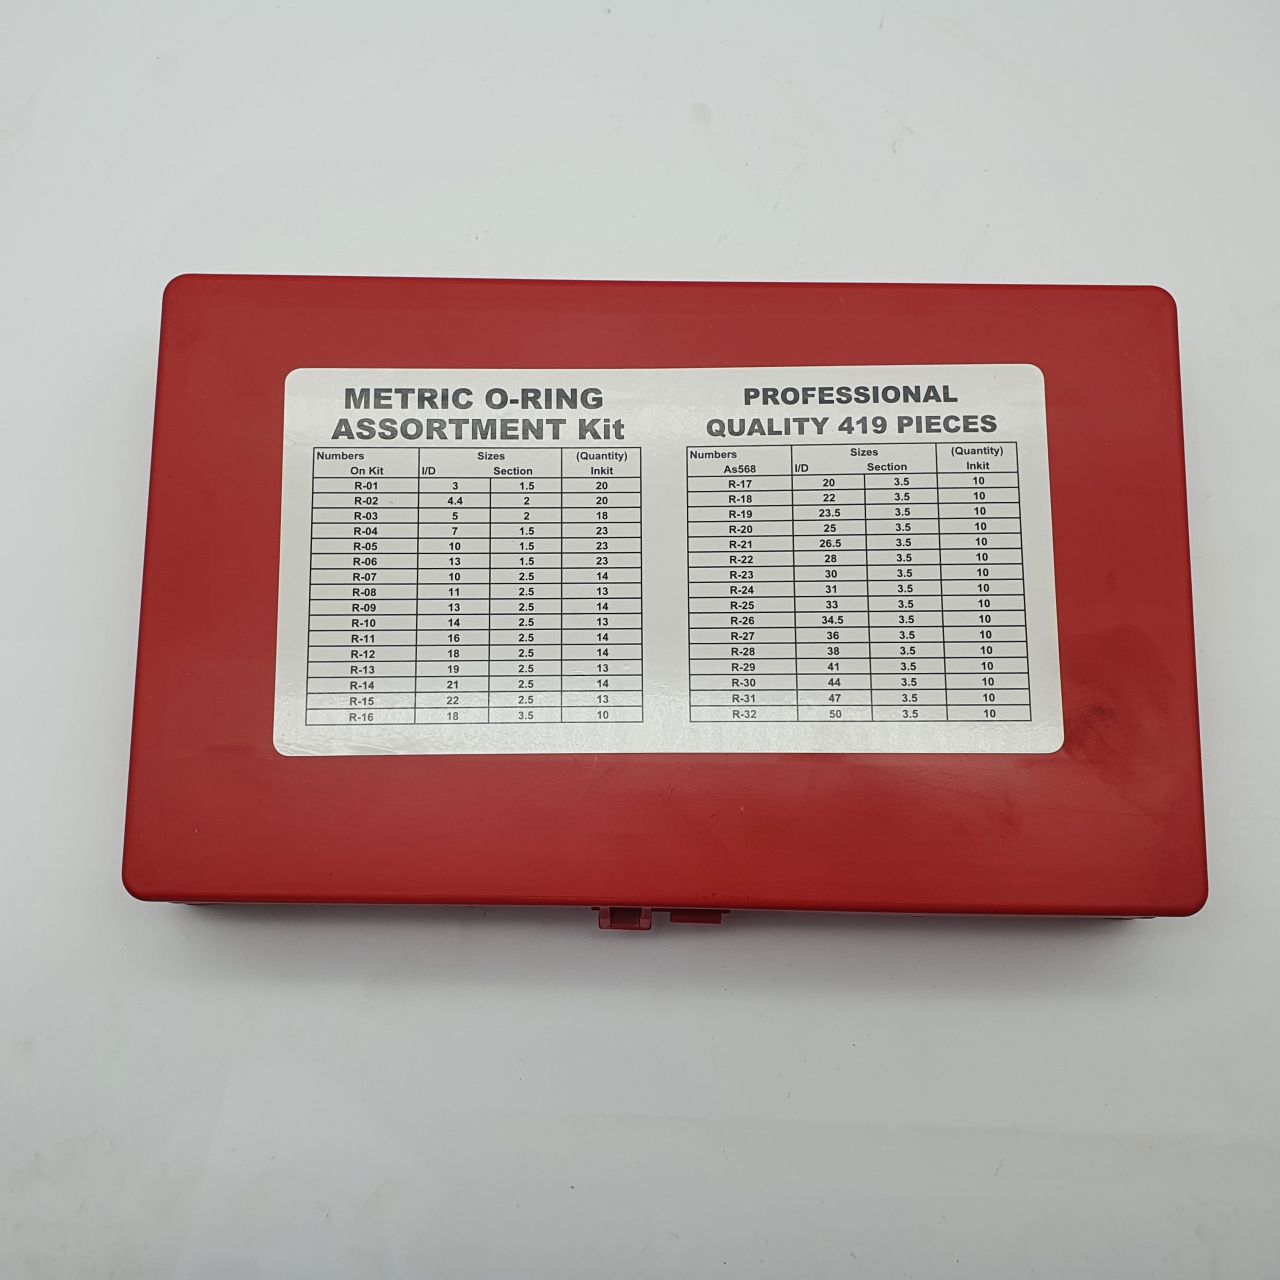 METRIC O-RING
ASSORTMENT Kit
Numbers Sizes (Quantity)
On Kit I/D Section Inkit
R-01 3 1.5 20
R-02 4.4 2 20
R-03 5 2 18
R-04 7 1.5 23
R-05 10 1.5 23
R-06 13 1.5 23
R-07 10 2.5 14
R-08 11 2.5 13
R-09 13 2.5 14
R-10 14 2.5 13
R-11 16 2.5 14
R-12 18 2.5 14
R-13 19 2.5 13
R-14 21 2.5 14
R-15 22 2.5 13
R-16 18 3.5 10
PROFESSIONAL
QUALITY 419 PIECES
Numbers Sizes (Quantity)
As568 I/D Section Inkit
R-17 20 3.5 10
R-18 22 3.5 10
R-19 23.5 3.5 10
R-20 25 3.5 10
R-21 26.5 3.5 10
R-22 28 3.5 10
R-23 30 3.5 10
R-24 31 3.5 10
R-25 33 3.5 10
R-26 34.5 3.5 10
R-27 36 3.5 10
R-28 38 3.5 10
R-29 41 3.5 10
R-30 44 3.5 10
R-31 47 3.5 10
R-32 50 3.5 10